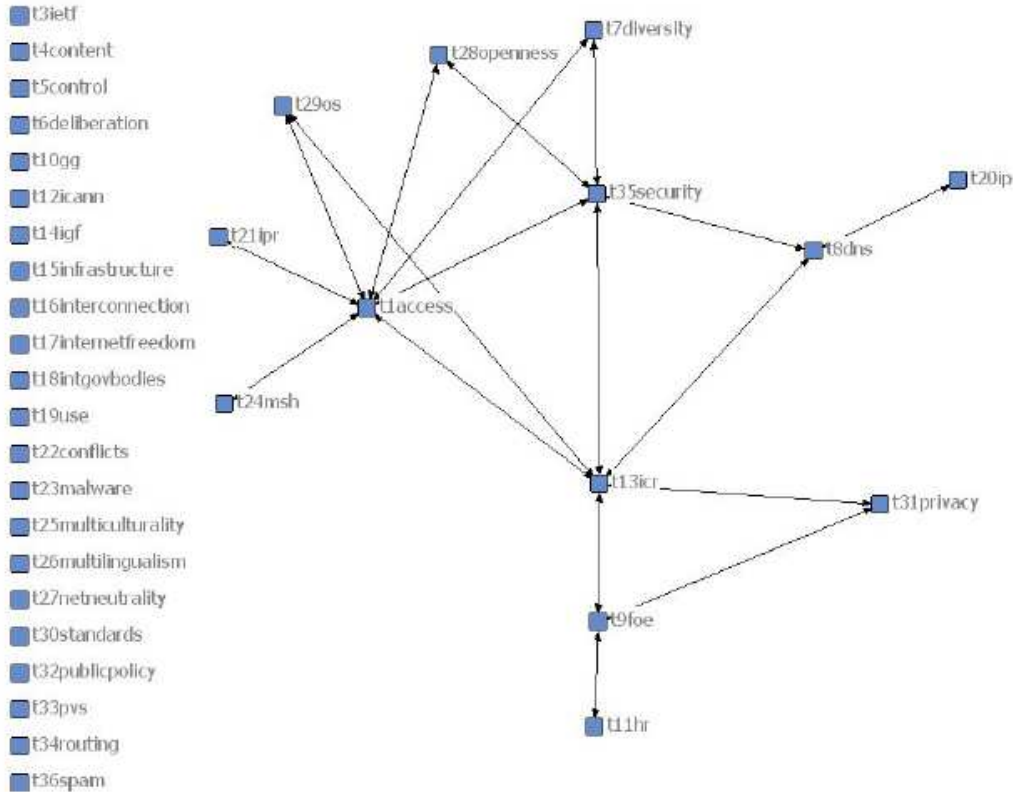 t3ietf
t4content
t5control
t6deliberation
t10gg
t12icann
t14igf
t15infrastructure
t16interconnection
t17internetfreedom
t18intgovbodies
t19use
t22conflicts
t23malware
t25multiculturality
t26multilingualism
t27netneutrality
t30standards
t32publicpolicy
t33pvs
t34routing
t36spam
t7diversity
t28openness
t29os
t20ip
t35security
t21ipr
t8dns
t1access
t24msh
t13icr
t31privacy
t9foe
t11hr